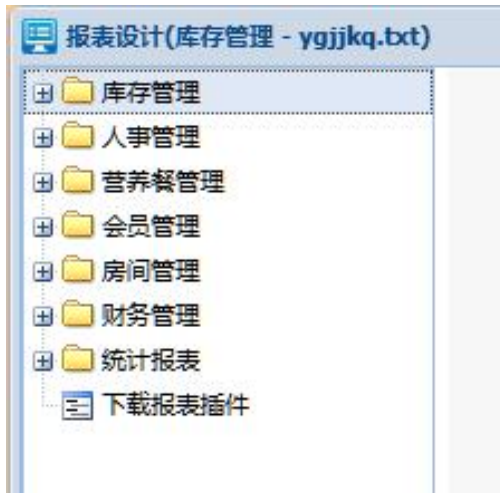 报表设计(库存管理 - ygjjkq.txt)
库存管理
人事管理
营养餐管理
会员管理
房间管理
财务管理
统计报表
下载报表插件